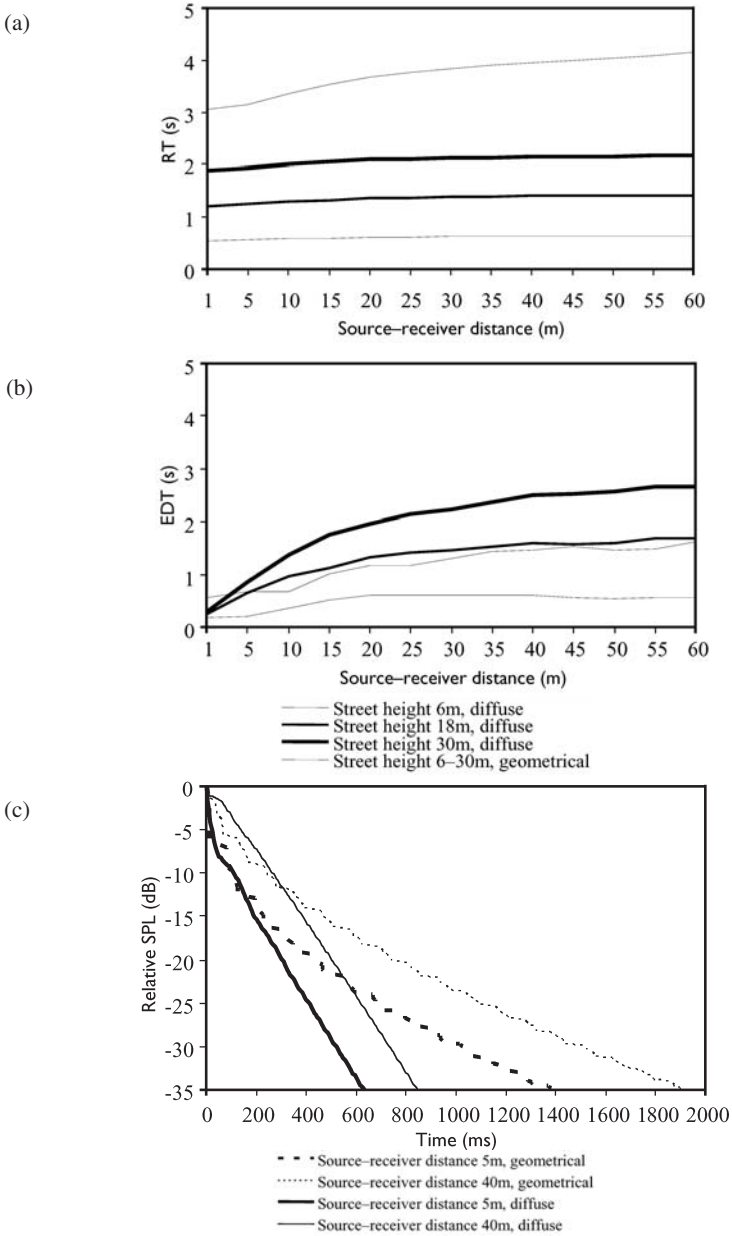 (a)
5
4
3
2
1
0
RT (s)
1 5 10 15 20 25 30 35 40 45 50 55 60
Source–receiver distance (m)
(b)
5
4
3
2
1
0
EDT (s)
1 5 10 15 20 25 30 35 40 45 50 55 60
Source–receiver distance (m)
Street height 6m, diffuse
Street height 18m, diffuse
Street height 30m, diffuse
Street height 6–30m, geometrical
(c)
0
-5
-10
-15
-20
-25
-30
-35
Relative SPL (dB)
0 200 400 600 800 1000 1200 1400 1600 1800 2000
Time (ms)
Source–receiver distance 5m, geometrical
Source–receiver distance 40m, geometrical
Source–receiver distance 5m, diffuse
Source–receiver distance 40m, diffuse